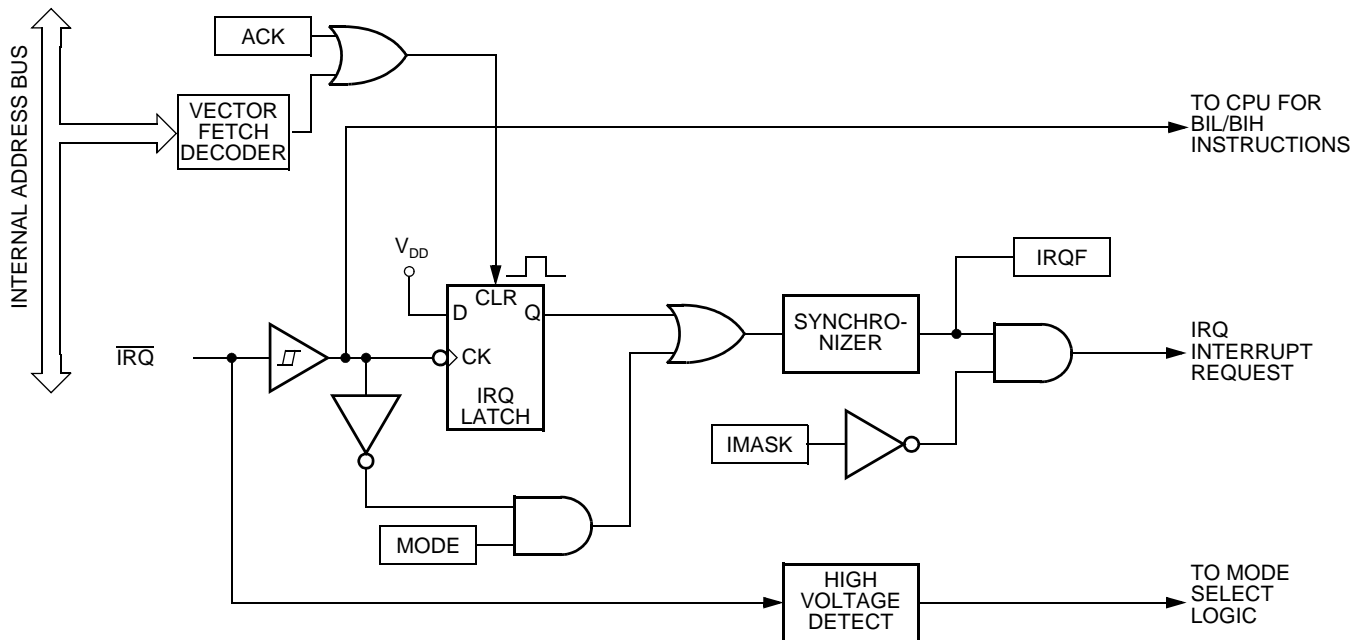 INTERNAL ADDRESS BUS
ACK
VECTOR
FETCH
DECODER
TO CPU FOR
BIL/BIH
INSTRUCTIONS
VDD
CLR
D
Q
CK
IRQ
LATCH
IRQ
SYNCHRO-
NIZER
IRQF
IRQ
INTERRUPT
REQUEST
IMASK
MODE
HIGH
VOLTAGE
DETECT
TO MODE
SELECT
LOGIC